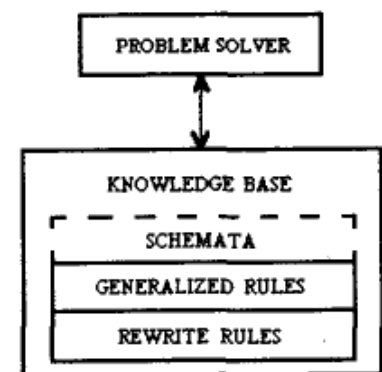 PROBLEM SOLVER
KNOWLEDGE BASE
SCHEMATA
GENERALIZED RULES
REWRITE RULES